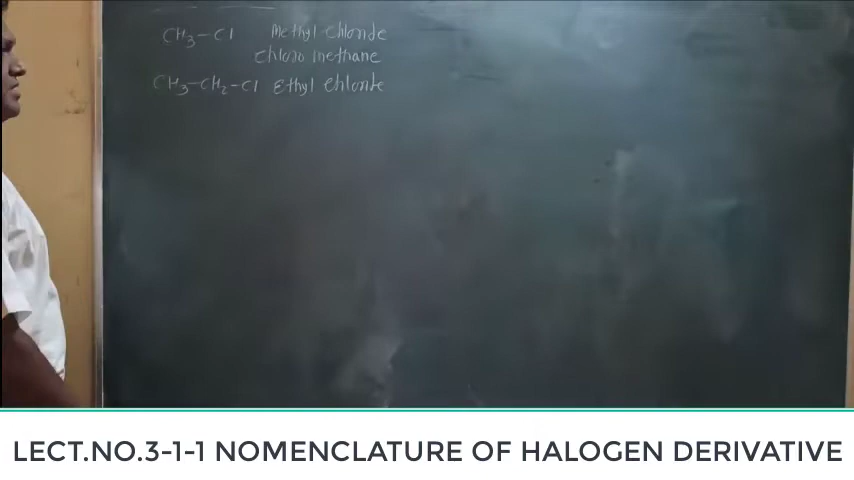 CH3-Cl Methyl chloride
chloro methane
CH3-CH2-Cl Ethyl chloride
LECT.NO.3-1-1 NOMENCLATURE OF HALOGEN DERIVATIVE